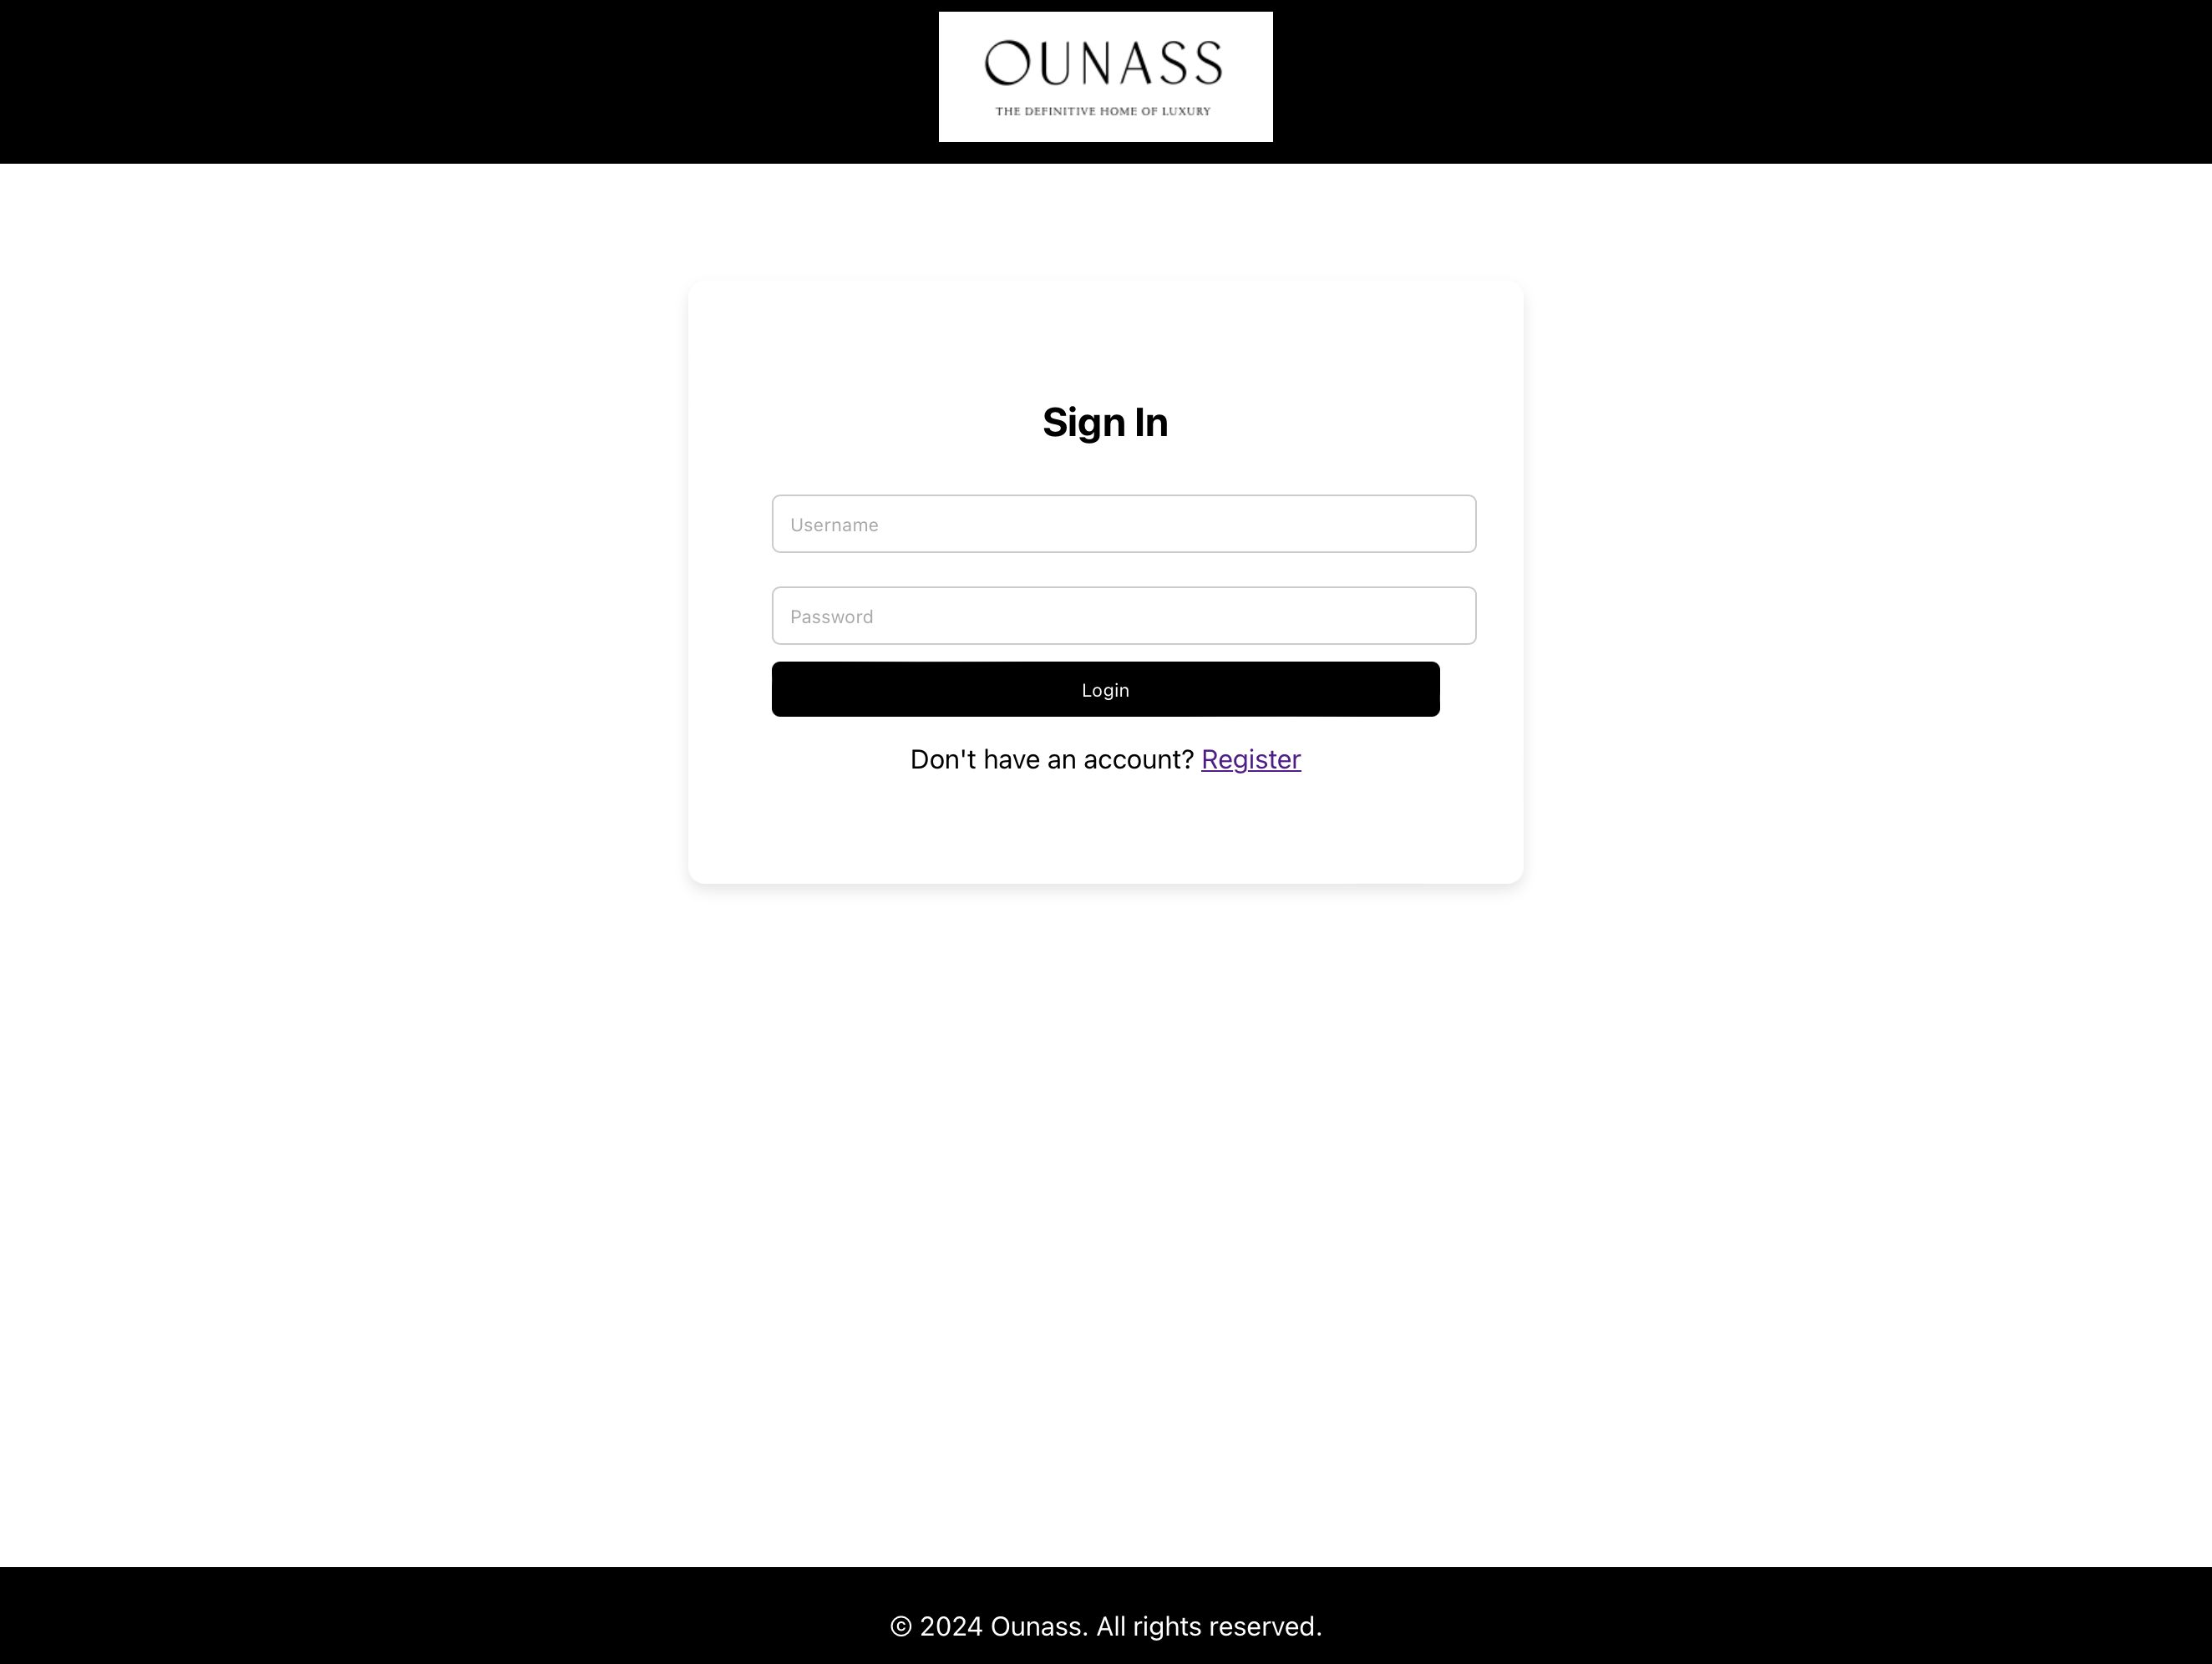 OUNASS
THE DEFINITIVE HOME OF LUXURY
Sign In
Username
Password
Login
Don't have an account? Register
© 2024 Ounass. All rights reserved.